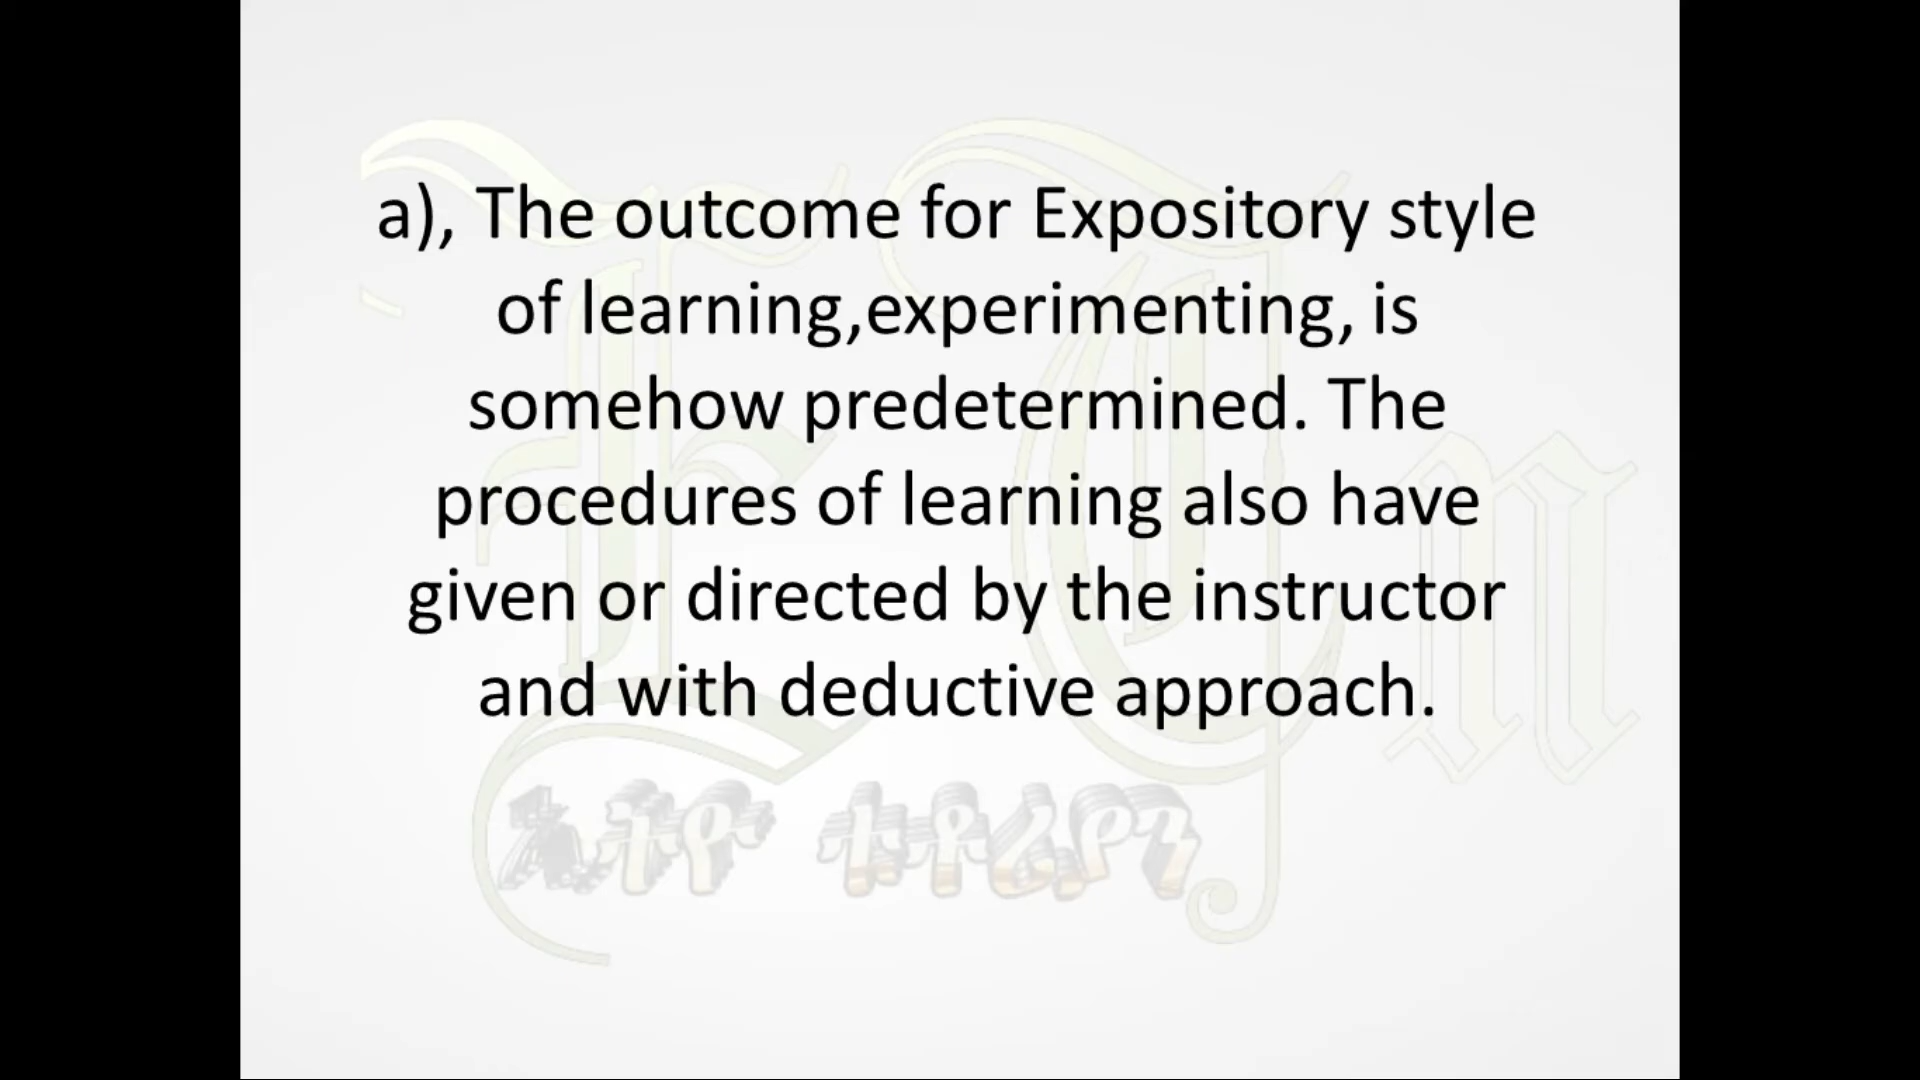 a), The outcome for Expository style
of learning,experimenting, is
somehow predetermined. The
procedures of learning also have
given or directed by the instructor
and with deductive approach.